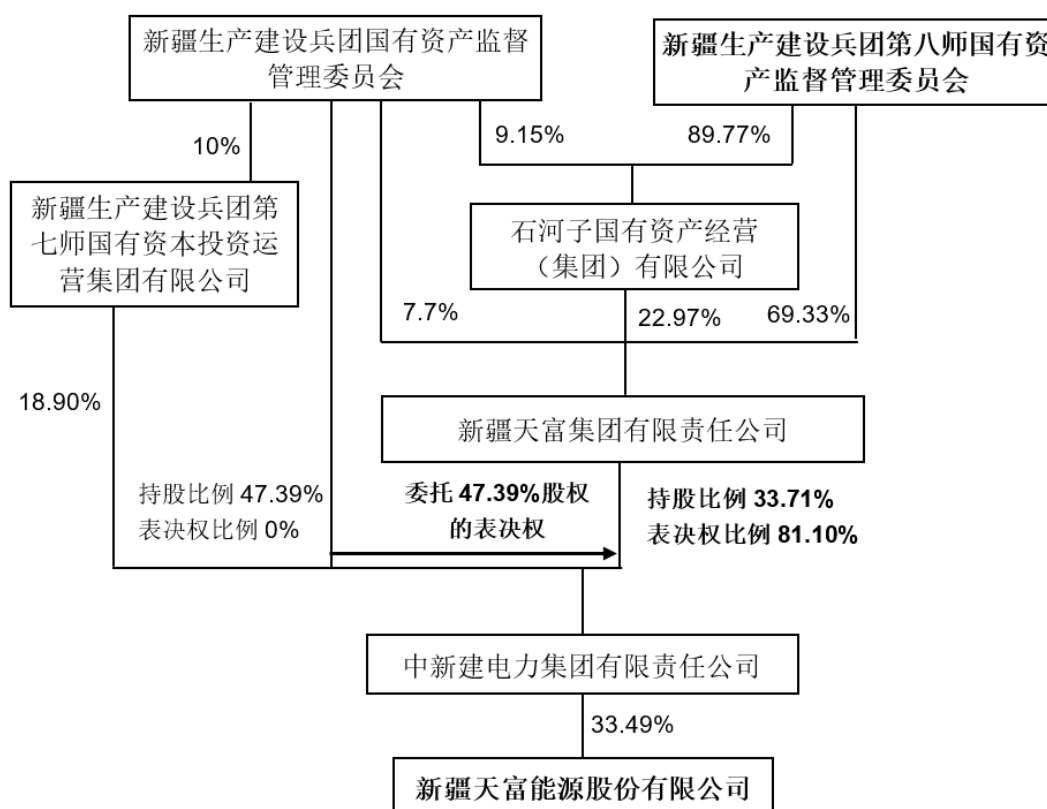 新疆生产建设兵团国有资产监督
管理委员会
新疆生产建设兵团第八师国有资
产监督管理委员会
10%
9.15%
89.77%
新疆生产建设兵团第
七师国有资本投资运
营集团有限公司
石河子国有资产经营
（集团）有限公司
7.7%
22.97%
69.33%
18.90%
新疆天富集团有限责任公司
持股比例 47.39%
表决权比例 0%
委托 47.39%股权
的表决权
持股比例 33.71%
表决权比例 81.10%
中新建电力集团有限责任公司
33.49%
新疆天富能源股份有限公司